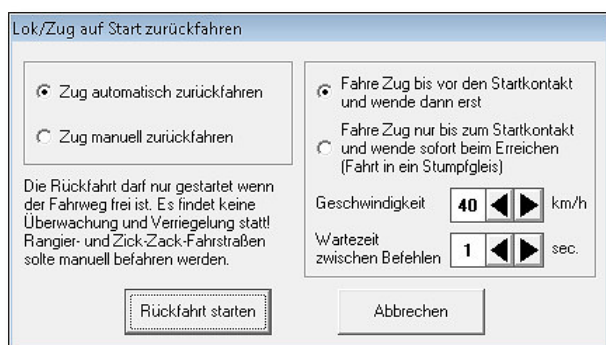 Lok/Zug auf Start zurückfahren
Zug automatisch zurückfahren
Zug manuell zurückfahren
Die Rückfahrt darf nur gestartet wenn
der Fahrweg frei ist. Es findet keine
Überwachung und Verriegelung statt!
Rangier- und Zick-Zack-Fahrstraßen
solte manuell befahren werden.
Fahre Zug bis vor den Startkontakt
und wende dann erst
Fahre Zug nur bis zum Startkontakt
und wende sofort beim Erreichen
(Fahrt in ein Stumpfgleis)
Geschwindigkeit 40 km/h
Wartezeit
zwischen Befehlen 1 sec.
Rückfahrt starten
Abbrechen